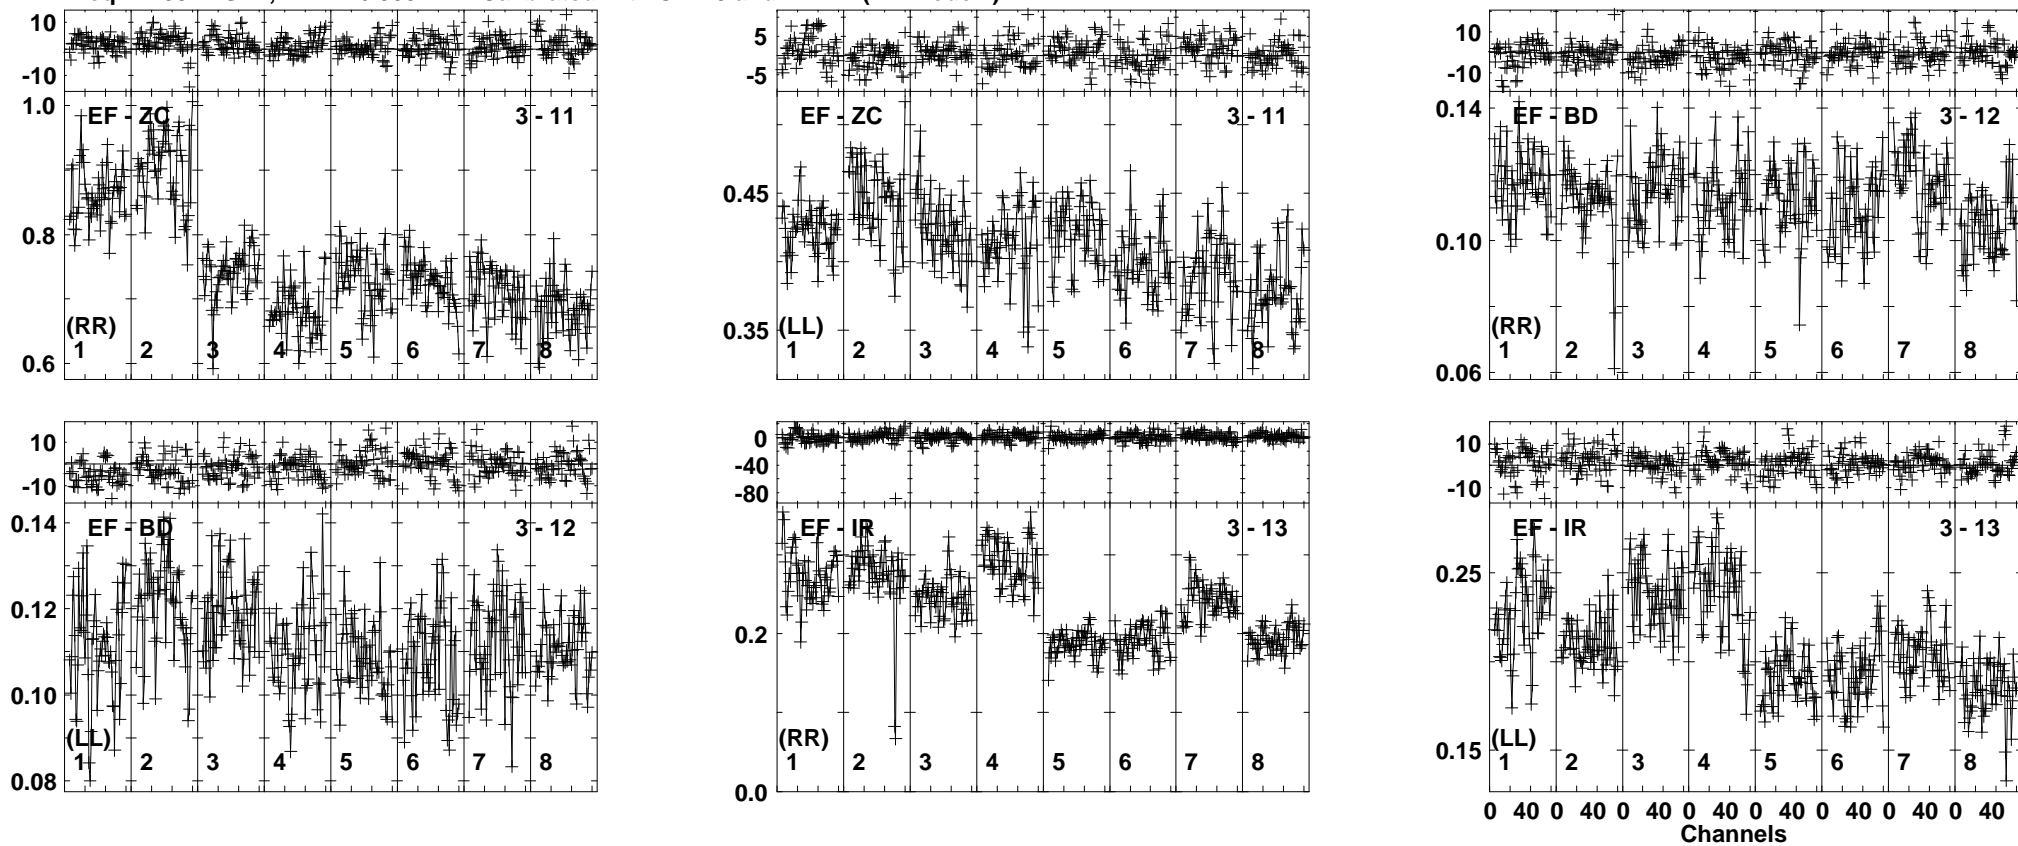 10
-10
1.0
EF - ZC
3 - 11
0.8
(RR)
0.6
1 2 3 4 5 6 7 8
5
-5
EF - ZC
3 - 11
0.45
0.35
(LL)
1 2 3 4 5 6 7 8
10
-10
0.14
EF - BD
3 - 12
0.10
(RR)
0.06
1 2 3 4 5 6 7 8
10
-10
0.14
EF - BD
3 - 12
0.12
0.10
(LL)
0.08
1 2 3 4 5 6 7 8
0
-40
-80
EF - IR
3 - 13
0.2
(RR)
0.0
1 2 3 4 5 6 7 8
10
-10
EF - IR
3 - 13
0.25
0.15
(LL)
1 2 3 4 5 6 7 8
0 40 0 40 0 40 0 40 0 40 0 40 0 40 0 40
Channels